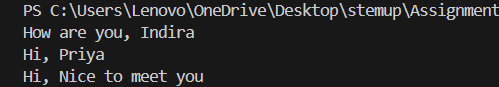 PS C:\Users\Lenovo\OneDrive\Desktop\stemup\Assignment
How are you, Indira
Hi, Priya
Hi, Nice to meet you